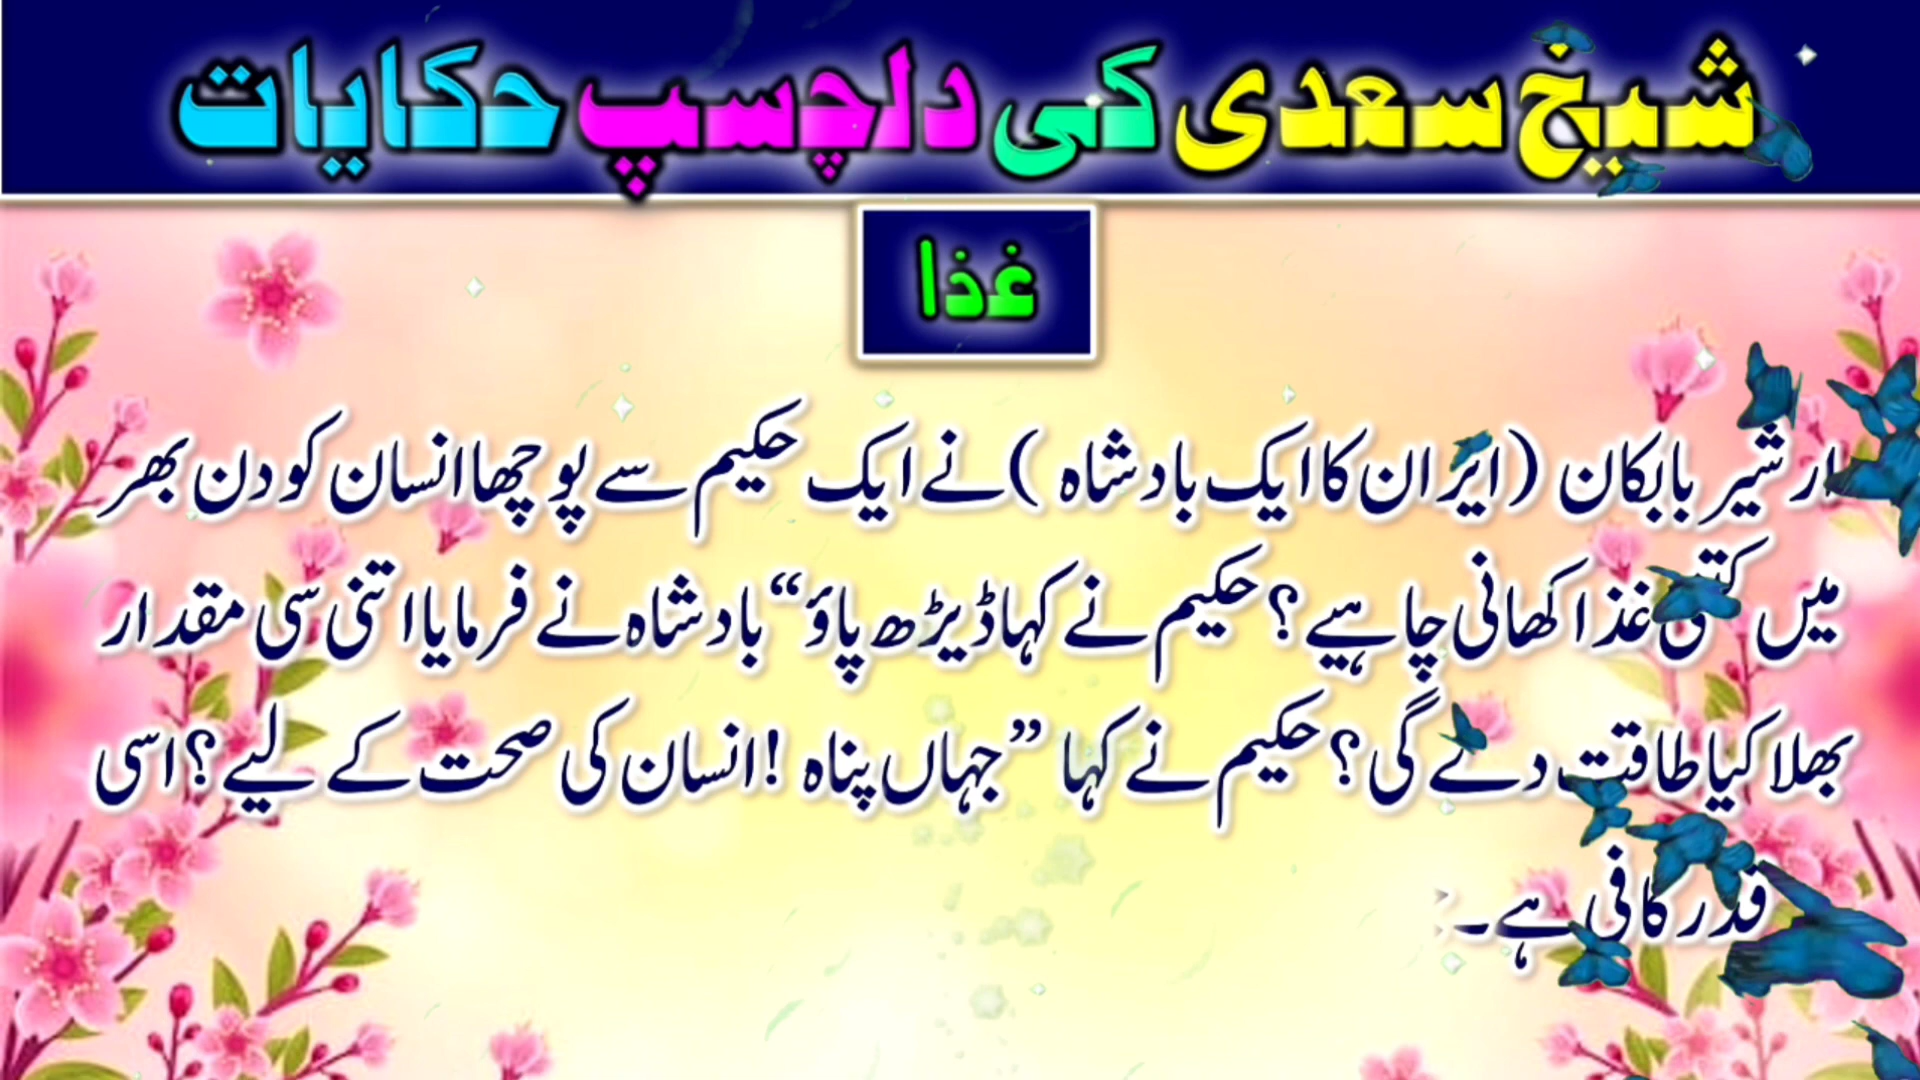 شیخ سعدی کی دلچسپ حکایات
غذا
ارشیر بابکان (ایران کا ایک بادشاہ) نے ایک حکیم سے پوچھا انسان کو دن بھر
میں کتنی غذا کھانی چاہیے؟ حکیم نے کہا ڈیڑھ پاؤ“ بادشاہ نے فرمایا اتنی سی مقدار
بھلا کیا طاقت دے گی؟ حکیم نے کہا ”جہاں پناہ! انسان کی صحت کے لیے؟ اسی
قدر کافی ہے۔